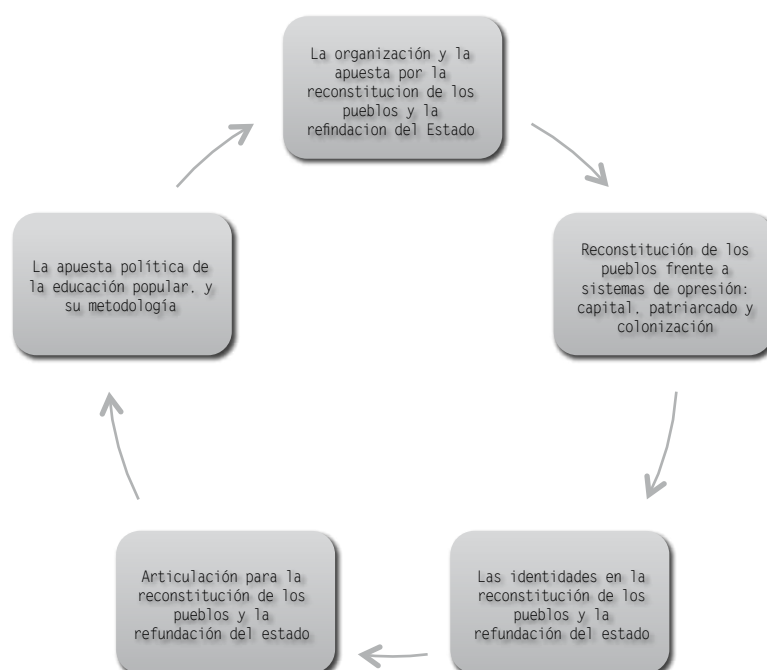 La organización y la
apuesta por la
reconstitucion de los
pueblos y la
refindacion del Estado
Reconstitución de los
pueblos frente a
sistemas de opresión:
capital, patriarcado y
colonización
Las identidades en la
reconstitución de los
pueblos y la
refundación del estado
Articulación para la
reconstitución de los
pueblos y la
refundación del estado
La apuesta política de
la educación popular, y
su metodología